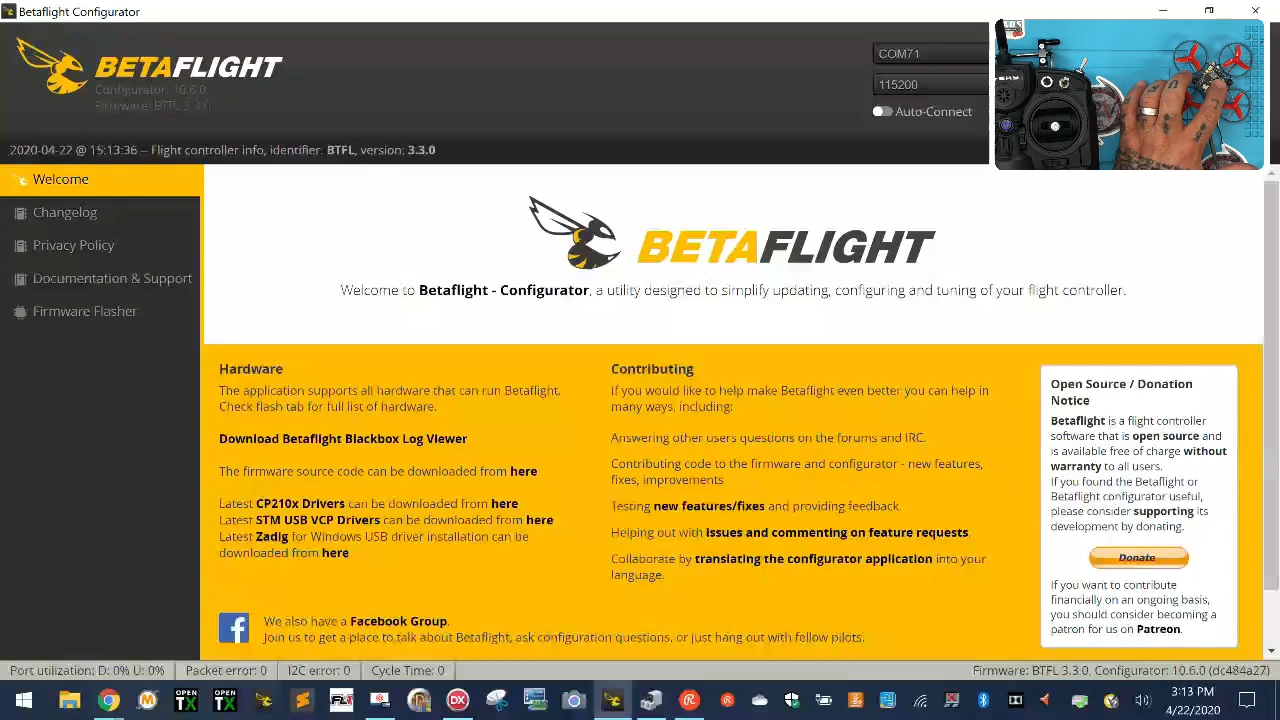 Betaflight Configurator
BETAFLIGHT
Configurator: 10.6.0
Firmware: BTFL 3.3.0
COM71
115200
Auto-Connect
2020-04-22 @ 15:13:36 -- Flight controller info, identifier: BTFL, version: 3.3.0
Welcome
Changelog
Privacy Policy
Documentation & Support
Firmware Flasher
BETAFLIGHT
Welcome to Betaflight - Configurator, a utility designed to simplify updating, configuring and tuning of your flight controller.
Hardware
The application supports all hardware that can run Betaflight.
Check flash tab for full list of hardware.
Download Betaflight Blackbox Log Viewer
The firmware source code can be downloaded from here
Latest CP210x Drivers can be downloaded from here
Latest STM USB VCP Drivers can be downloaded from here
Latest Zadig for Windows USB driver installation can be
downloaded from here
Contributing
If you would like to help make Betaflight even better you can help in
many ways, including:
Answering other users questions on the forums and IRC.
Contributing code to the firmware and configurator - new features,
fixes, improvements
Testing new features/fixes and providing feedback.
Helping out with issues and commenting on feature requests.
Collaborate by translating the configurator application into your
language.
Open Source / Donation
Notice
Betaflight is a flight controller
software that is open source and
is available free of charge without
warranty to all users.
If you found the Betaflight or
Betaflight configurator useful,
please consider supporting its
development by donating.
Donate
If you want to contribute
financially on an ongoing basis,
you should consider becoming a
patron for us on Patreon.
We also have a Facebook Group.
Join us to get a place to talk about Betaflight, ask configuration questions, or just hang out with fellow pilots.
Port utilization: D: 0% U: 0%
Packet error: 0
I2C error: 0
Cycle Time: 0
Firmware: BTFL 3.3.0, Configurator: 10.6.0 (dc484a27)
OPEN TX
OPEN TX
DX
3:13 PM
4/22/2020